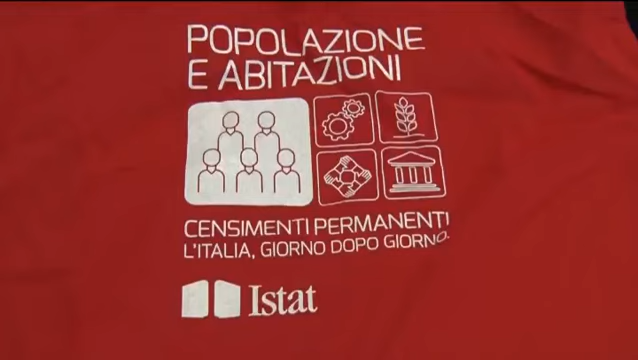 POPOLAZIONE
E ABITAZIONI
CENSIMENTI PERMANENTI
L'ITALIA, GIORNO DOPO GIORNO.
Istat